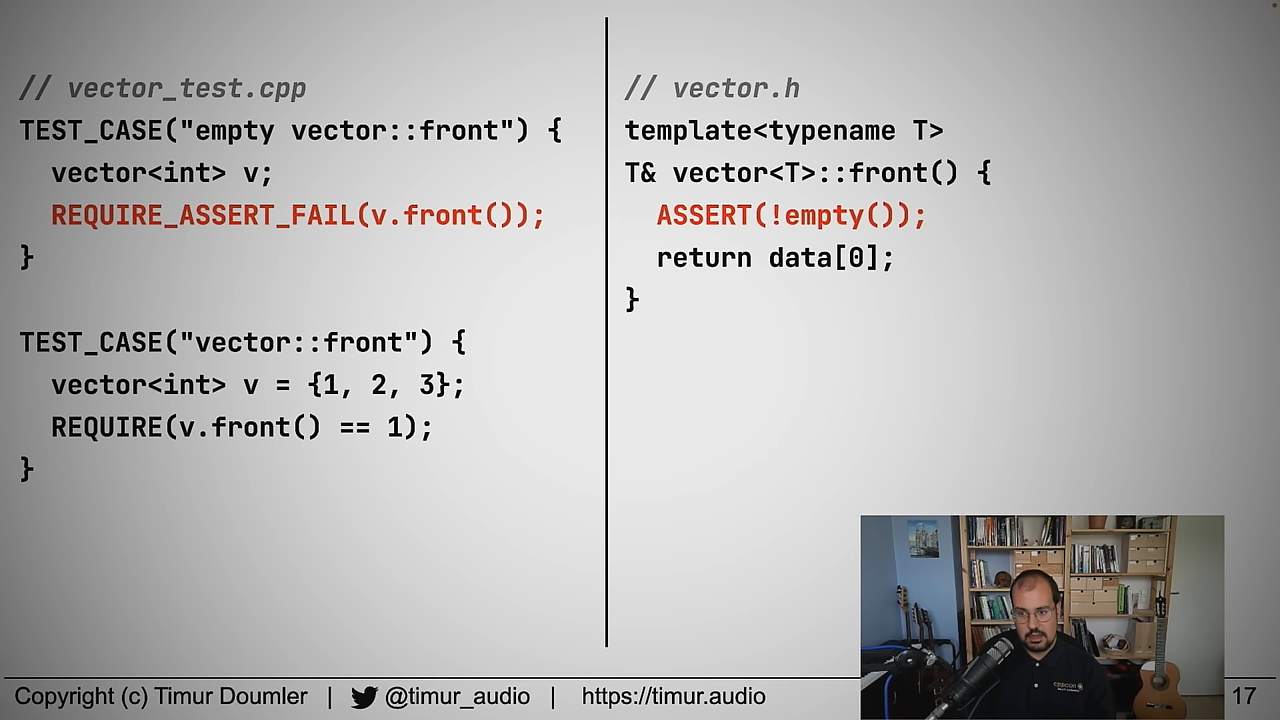 // vector_test.cpp
TEST_CASE("empty vector::front") {
  vector<int> v;
  REQUIRE_ASSERT_FAIL(v.front());
}
TEST_CASE("vector::front") {
  vector<int> v = {1, 2, 3};
  REQUIRE(v.front() == 1);
}
// vector.h
template<typename T>
T& vector<T>::front() {
  ASSERT(!empty());
  return data[0];
}
cppcon
Copyright (c) Timur Doumler | @timur_audio | https://timur.audio
17